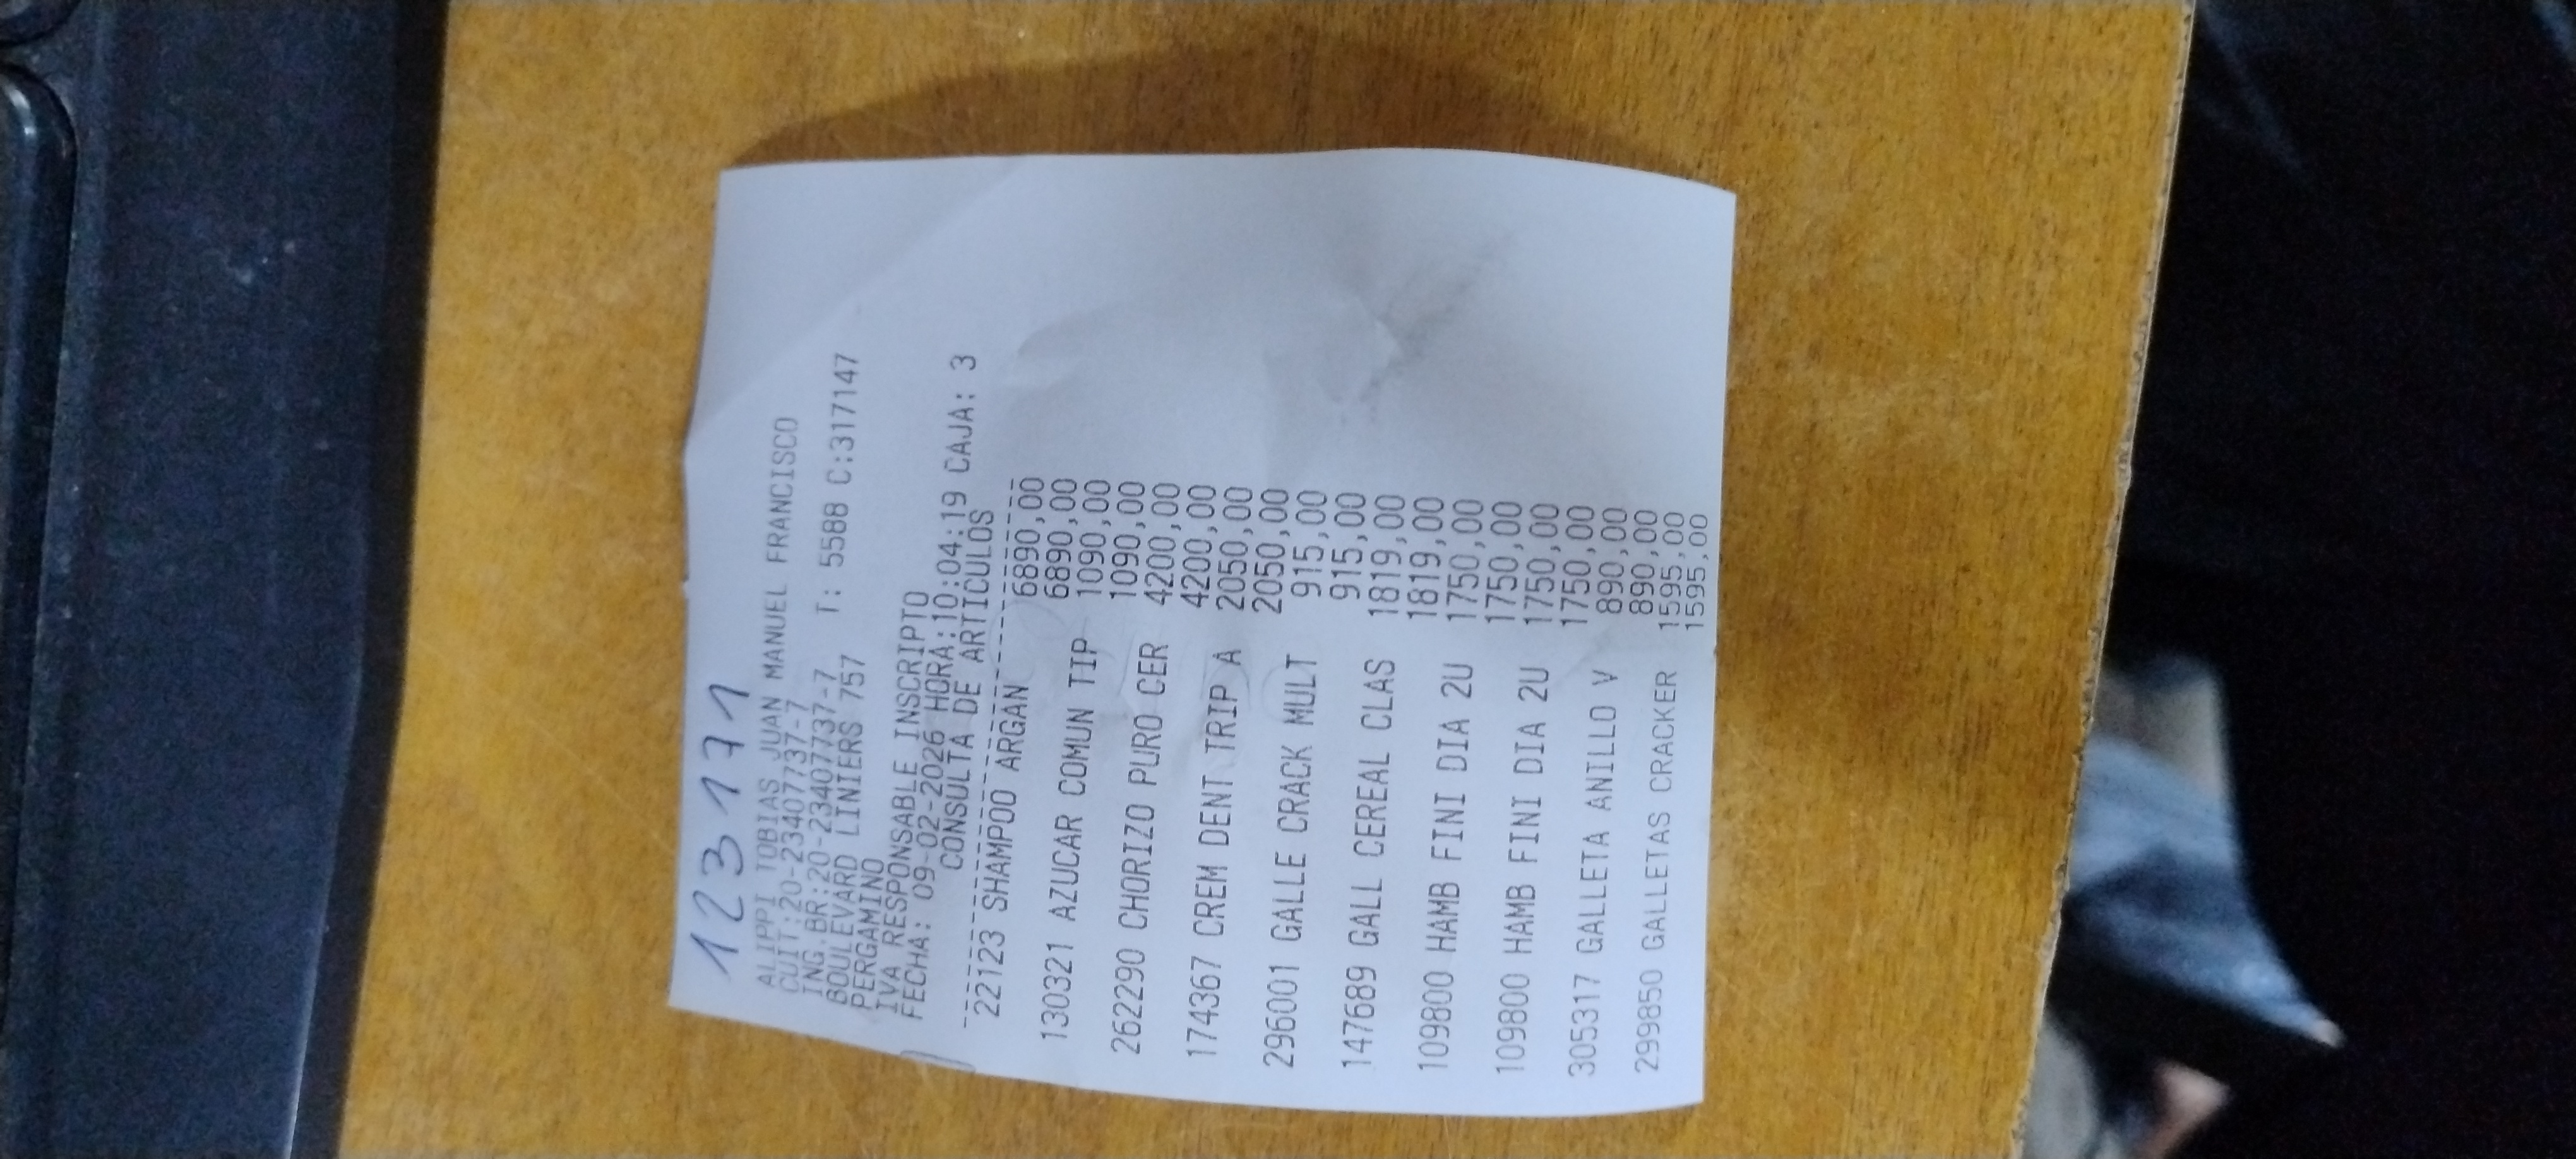 123171
ALIPPI TOBIAS JUAN MANUEL FRANCISCO
CUIT:20-23407737-7
ING.BR:20-23407737-7
BOULEVARD LINIERS 757 T: 5588 C:317147
PERGAMINO
IVA RESPONSABLE INSCRIPTO
FECHA: 09-02-2026 HORA:10:04:19 CAJA: 3
CONSULTA DE ARTICULOS
22123 SHAMPOO ARGAN 6890,00
6890,00
130321 AZUCAR COMUN TIP 1090,00
1090,00
262290 CHORIZO PURO CER 4200,00
4200,00
174367 CREM DENT TRIP A 2050,00
2050,00
296001 GALLE CRACK MULT 915,00
915,00
147689 GALL CEREAL CLAS 1819,00
1819,00
109800 HAMB FINI DIA 2U 1750,00
1750,00
109800 HAMB FINI DIA 2U 1750,00
1750,00
305317 GALLETA ANILLO V 890,00
890,00
299850 GALLETAS CRACKER 1595,00
1595,00